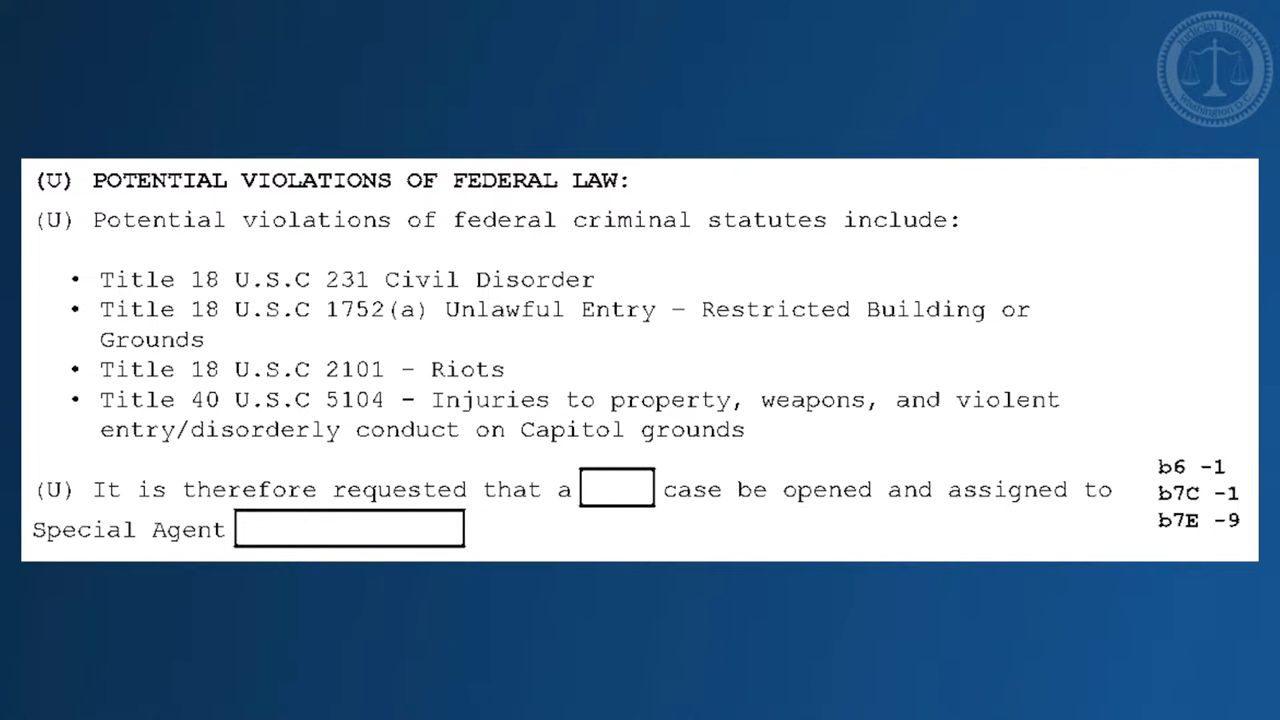 Judicial Watch
Washington D.C.
(U) POTENTIAL VIOLATIONS OF FEDERAL LAW:
(U) Potential violations of federal criminal statutes include:
• Title 18 U.S.C 231 Civil Disorder
• Title 18 U.S.C 1752(a) Unlawful Entry – Restricted Building or
Grounds
• Title 18 U.S.C 2101 – Riots
• Title 40 U.S.C 5104 - Injuries to property, weapons, and violent
entry/disorderly conduct on Capitol grounds
(U) It is therefore requested that a case be opened and assigned to
Special Agent
b6 -1
b7C -1
b7E -9